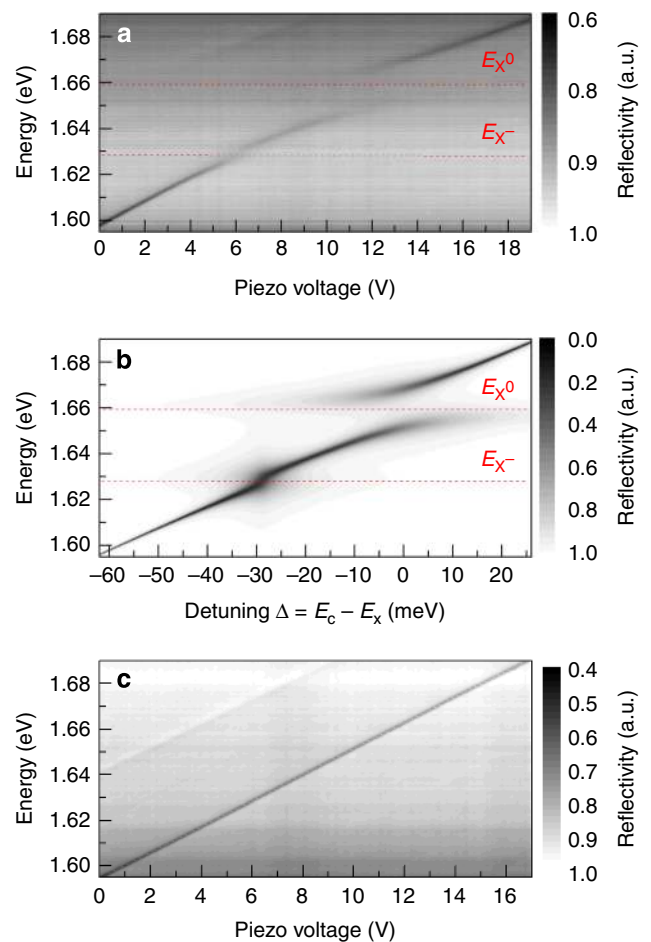 a
1.68
1.66
1.64
1.62
1.60
Energy (eV)
E_X⁰
E_X⁻
0 2 4 6 8 10 12 14 16 18
Piezo voltage (V)
0.6
0.8
0.9
1.0
Reflectivity (a.u.)
b
1.68
1.66
1.64
1.62
1.60
Energy (eV)
E_X⁰
E_X⁻
−60 −50 −40 −30 −20 −10 0 10 20
Detuning Δ = E_c − E_x (meV)
0.0
0.2
0.4
0.6
0.8
1.0
Reflectivity (a.u.)
c
1.68
1.66
1.64
1.62
1.60
Energy (eV)
0 2 4 6 8 10 12 14 16
Piezo voltage (V)
0.4
0.5
0.6
0.7
0.8
0.9
1.0
Reflectivity (a.u.)